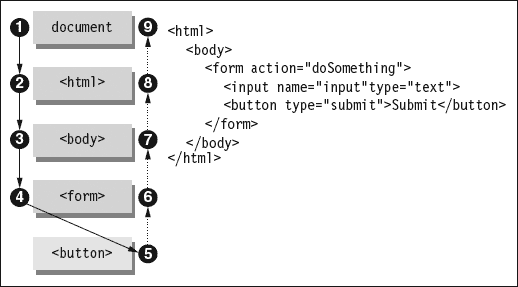 1 document 9
2 <html> 8
3 <body> 7
4 <form> 6
<button> 5
<html>
<body>
<form action="doSomething">
<input name="input"type="text">
<button type="submit">Submit</button>
</form>
</body>
</html>